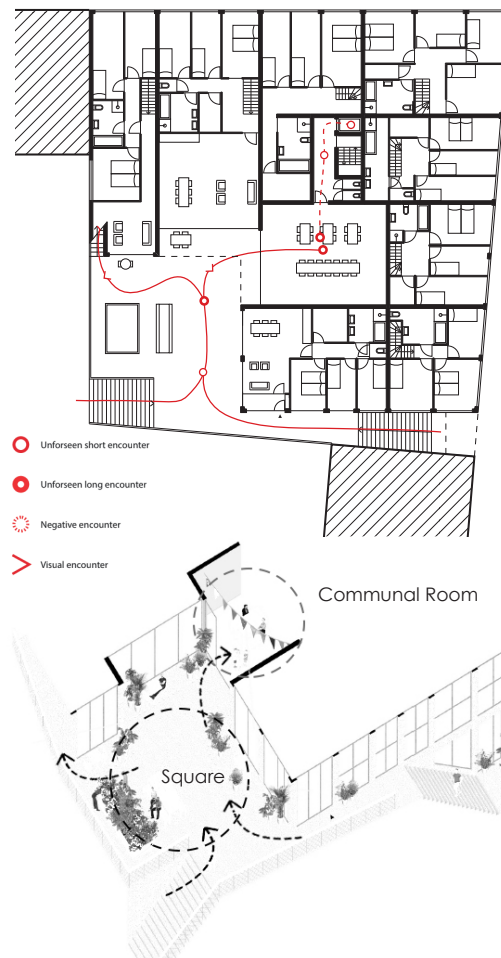 Unforseen short encounter
Unforseen long encounter
Negative encounter
Visual encounter
Communal Room
Square